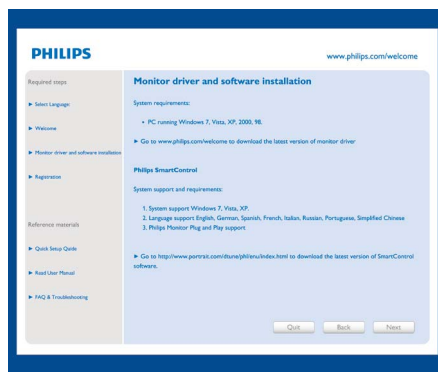 PHILIPS
www.philips.com/welcome
Required steps
Select Language
Welcome
Monitor driver and software installation
Registration
Reference materials
Quick Setup Guide
Read User Manual
FAQ & Troubleshooting
Monitor driver and software installation
System requirements:
• PC running Windows 7, Vista, XP, 2000, 98.
Go to www.philips.com/welcome to download the latest version of monitor driver
Philips SmartControl
System support and requirements:
1. System support Windows 7, Vista, XP.
2. Language support English, German, Spanish, French, Italian, Russian, Portuguese, Simplified Chinese
3. Philips Monitor Plug and Play support
Go to http://www.portrait.com/dtune/philienu/index.html to download the latest version of SmartControl
software.
Quit
Back
Next